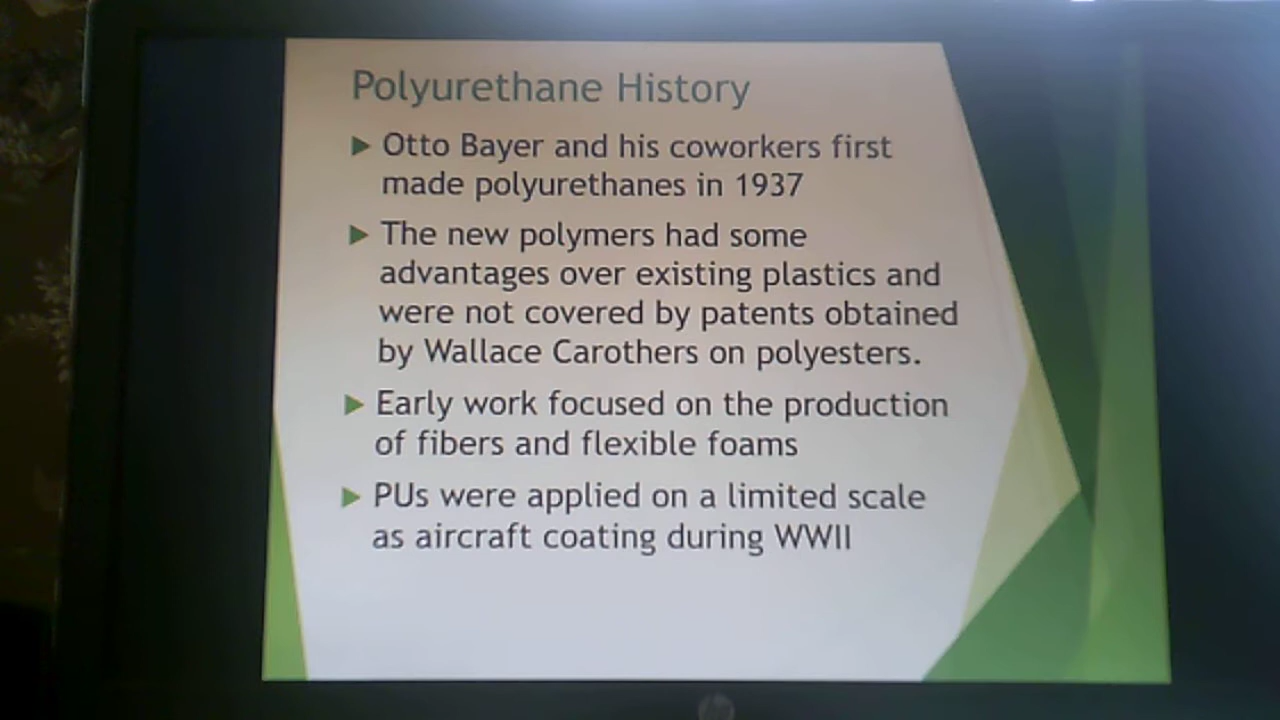 Polyurethane History
Otto Bayer and his coworkers first
made polyurethanes in 1937
The new polymers had some
advantages over existing plastics and
were not covered by patents obtained
by Wallace Carothers on polyesters.
Early work focused on the production
of fibers and flexible foams
PUs were applied on a limited scale
as aircraft coating during WWII